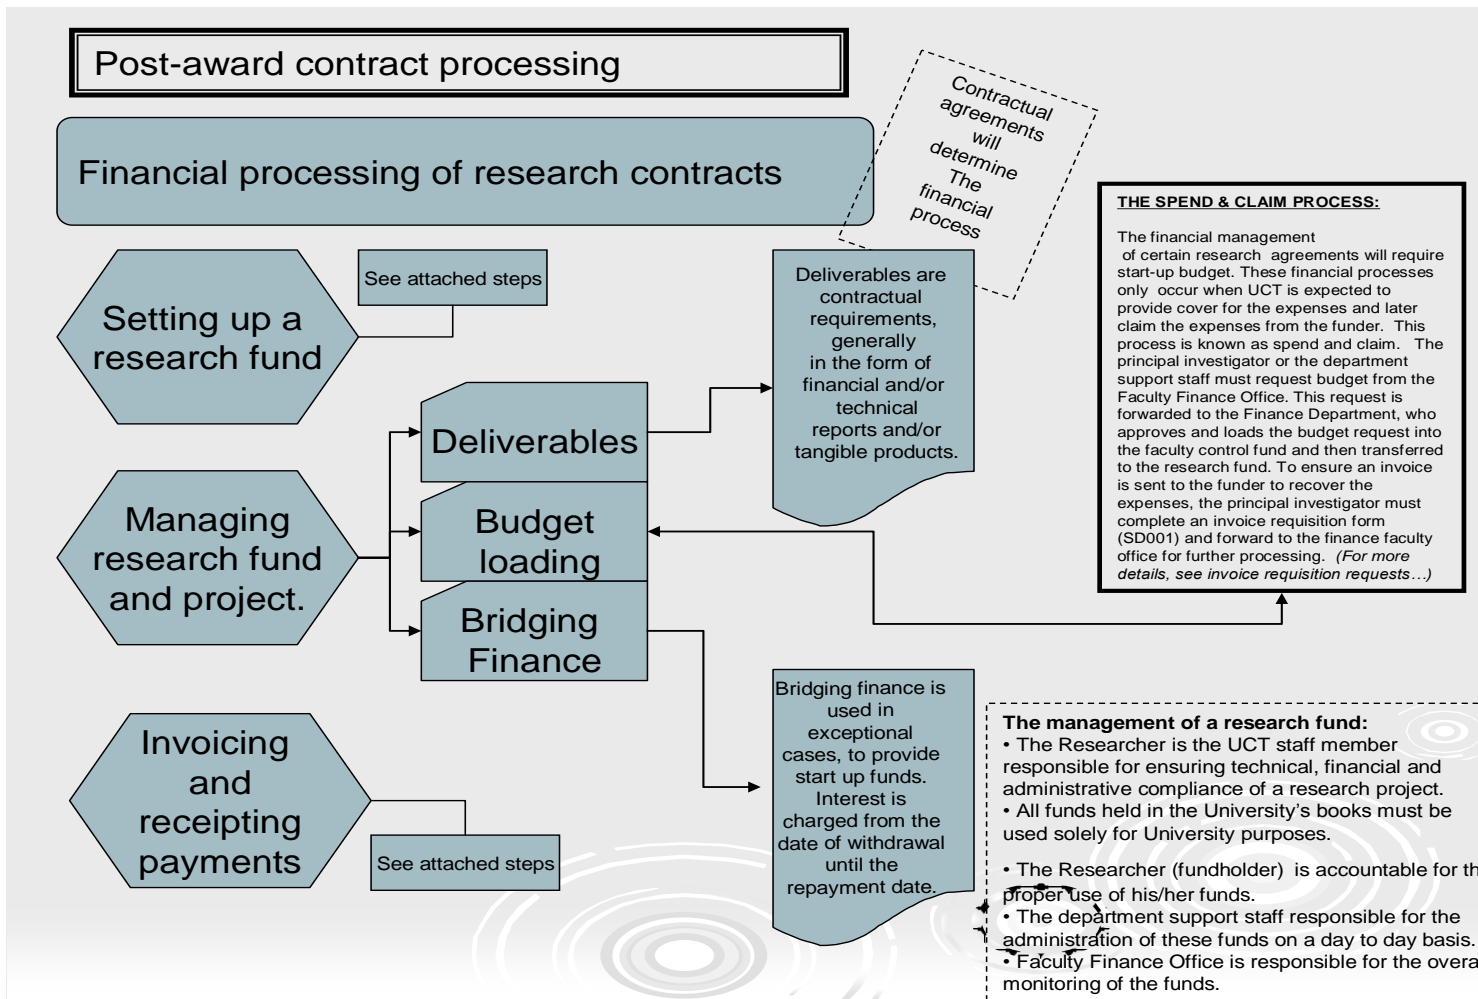 Post-award contract processing
Financial processing of research contracts
Contractual
agreements
will
determine
The
financial
process
Setting up a
research fund
See attached steps
Managing
research fund
and project.
Deliverables
Budget
loading
Bridging
Finance
Invoicing
and
receipting
payments
See attached steps
Deliverables are
contractual
requirements,
generally
in the form of
financial and/or
technical
reports and/or
tangible products.
Bridging finance is
used in
exceptional
cases, to provide
start up funds.
Interest is
charged from the
date of withdrawal
until the
repayment date.
THE SPEND & CLAIM PROCESS:
The financial management
of certain research agreements will require
start-up budget. These financial processes
only occur when UCT is expected to
provide cover for the expenses and later
claim the expenses from the funder. This
process is known as spend and claim. The
principal investigator or the department
support staff must request budget from the
Faculty Finance Office. This request is
forwarded to the Finance Department, who
approves and loads the budget request into
the faculty control fund and then transferred
to the research fund. To ensure an invoice
is sent to the funder to recover the
expenses, the principal investigator must
complete an invoice requisition form
(SD001) and forward to the finance faculty
office for further processing. (For more
details, see invoice requisition requests…)
The management of a research fund:
• The Researcher is the UCT staff member
responsible for ensuring technical, financial and
administrative compliance of a research project.
• All funds held in the University’s books must be
used solely for University purposes.
• The Researcher (fundholder) is accountable for th
proper use of his/her funds.
• The department support staff responsible for the
administration of these funds on a day to day basis.
• Faculty Finance Office is responsible for the overa
monitoring of the funds.